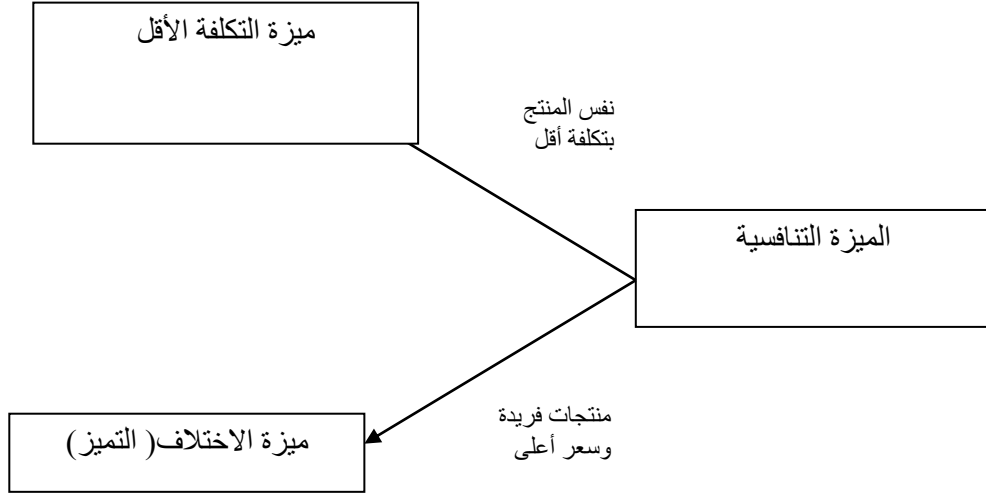 ميزة التكلفة الأقل
نفس المنتج
بتكلفة أقل
الميزة التنافسية
منتجات فريدة
وسعر أعلى
ميزة الاختلاف( التميز)